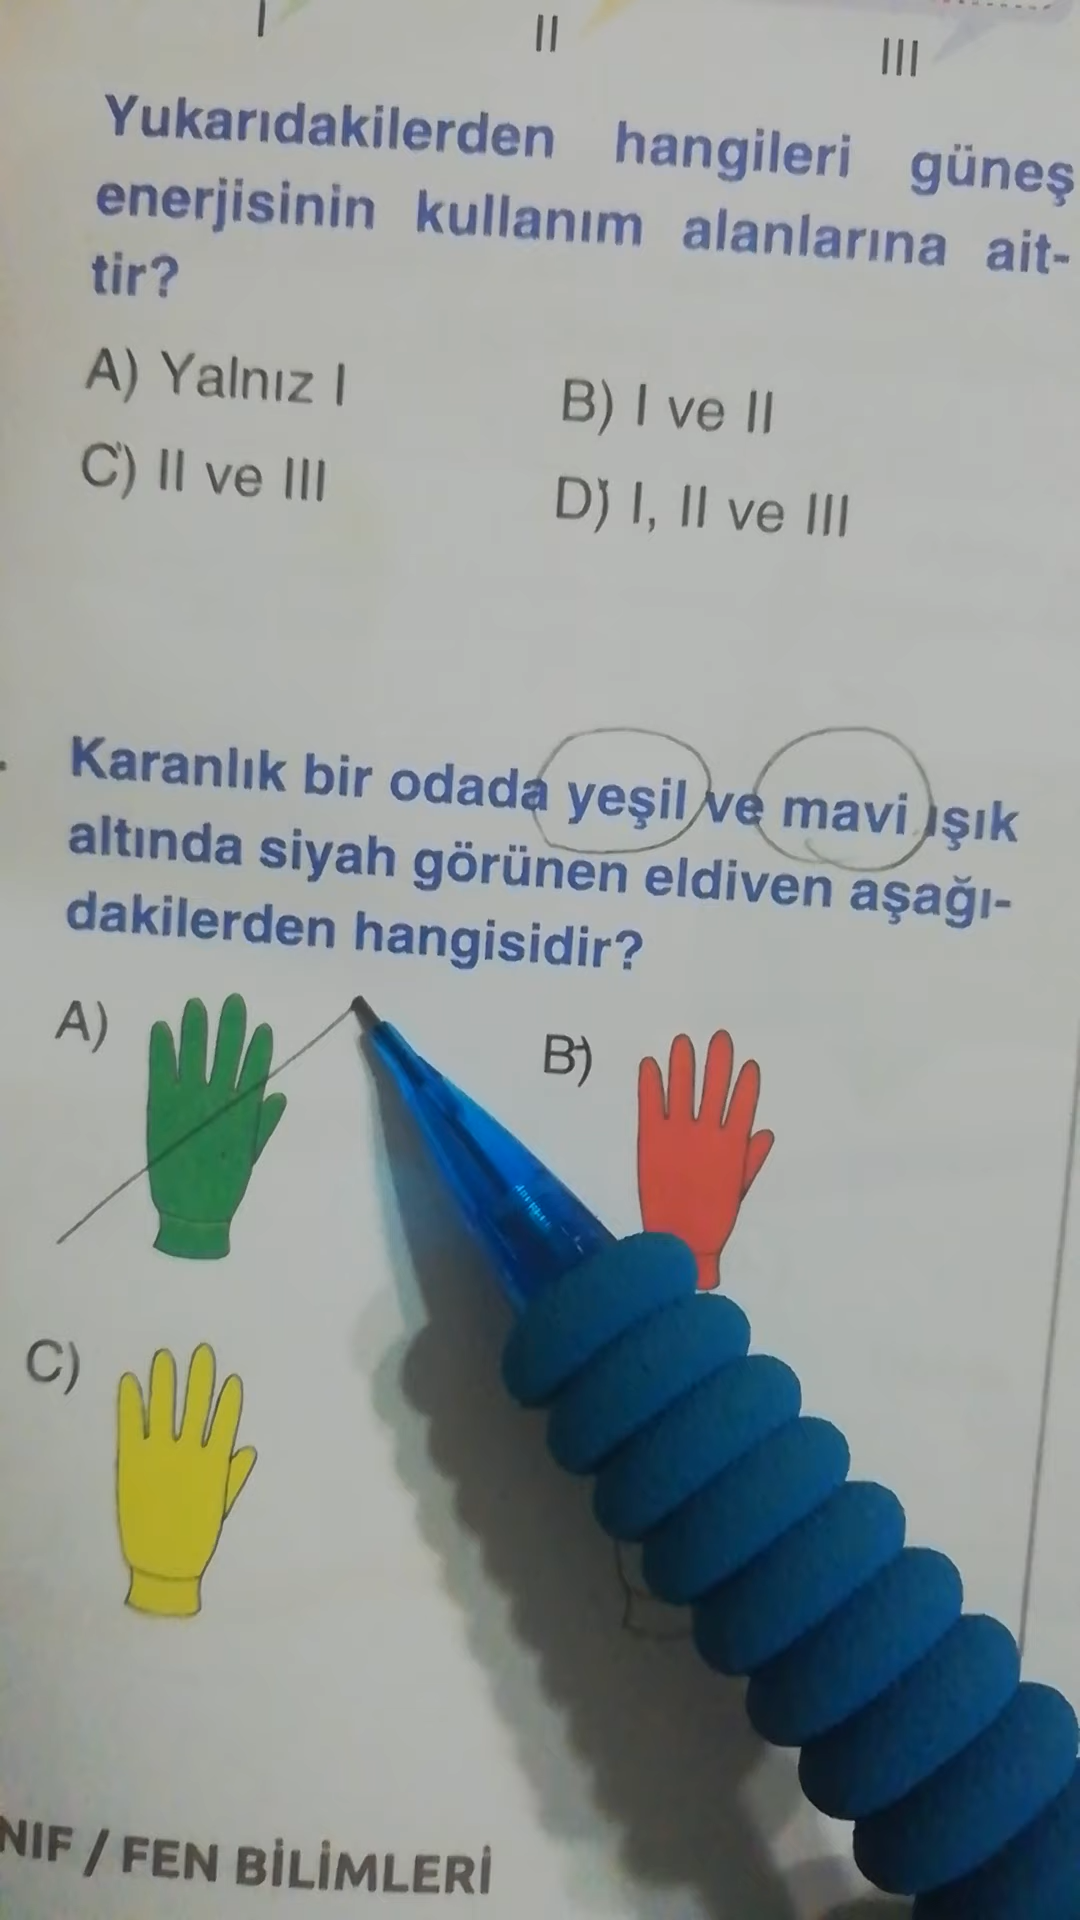 I
II
III
Yukarıdakilerden hangileri güneş
enerjisinin kullanım alanlarına ait-
tir?
A) Yalnız I
B) I ve II
C) II ve III
D) I, II ve III
Karanlık bir odada yeşil ve mavi ışık
altında siyah görünen eldiven aşağı-
dakilerden hangisidir?
A)
B)
C)
NIF / FEN BİLİMLERİ